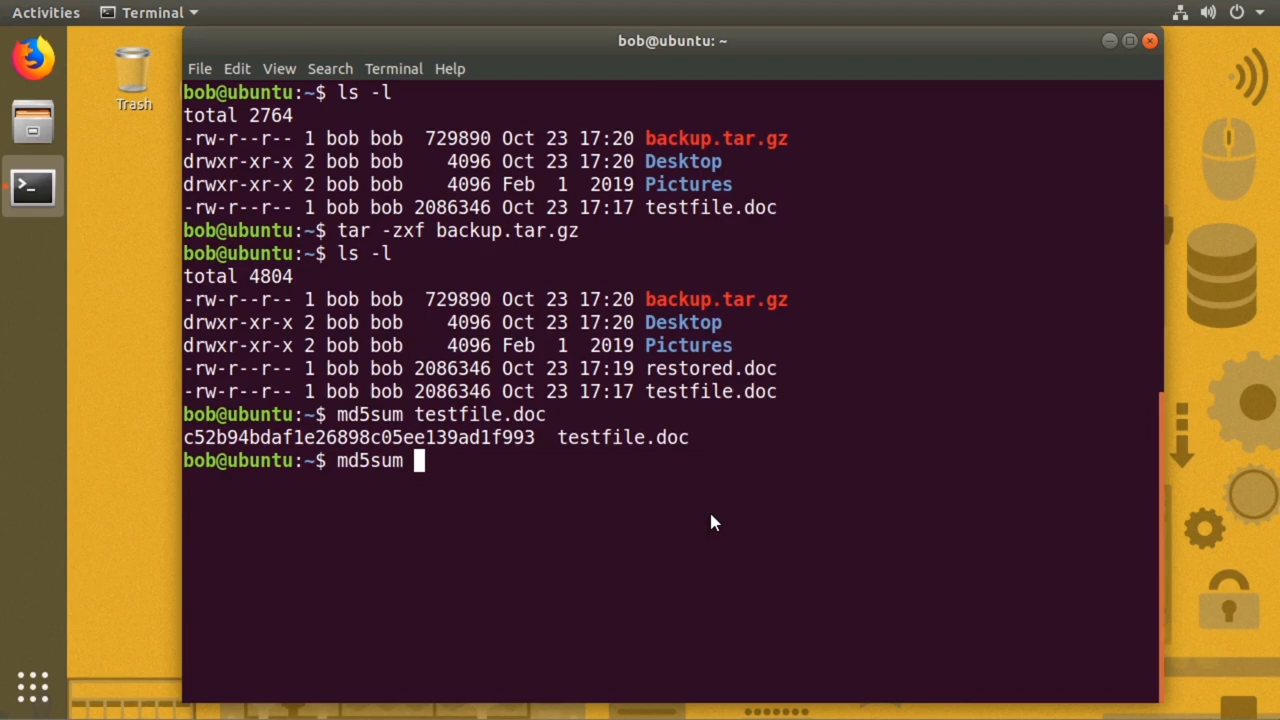 Activities Terminal
bob@ubuntu: ~
File Edit View Search Terminal Help
Trash
bob@ubuntu:~$ ls -l
total 2764
-rw-r--r-- 1 bob bob  729890 Oct 23 17:20 backup.tar.gz
drwxr-xr-x 2 bob bob    4096 Oct 23 17:20 Desktop
drwxr-xr-x 2 bob bob    4096 Feb  1  2019 Pictures
-rw-r--r-- 1 bob bob 2086346 Oct 23 17:17 testfile.doc
bob@ubuntu:~$ tar -zxf backup.tar.gz
bob@ubuntu:~$ ls -l
total 4804
-rw-r--r-- 1 bob bob  729890 Oct 23 17:20 backup.tar.gz
drwxr-xr-x 2 bob bob    4096 Oct 23 17:20 Desktop
drwxr-xr-x 2 bob bob    4096 Feb  1  2019 Pictures
-rw-r--r-- 1 bob bob 2086346 Oct 23 17:19 restored.doc
-rw-r--r-- 1 bob bob 2086346 Oct 23 17:17 testfile.doc
bob@ubuntu:~$ md5sum testfile.doc
c52b94bdaf1e26898c05ee139ad1f993  testfile.doc
bob@ubuntu:~$ md5sum